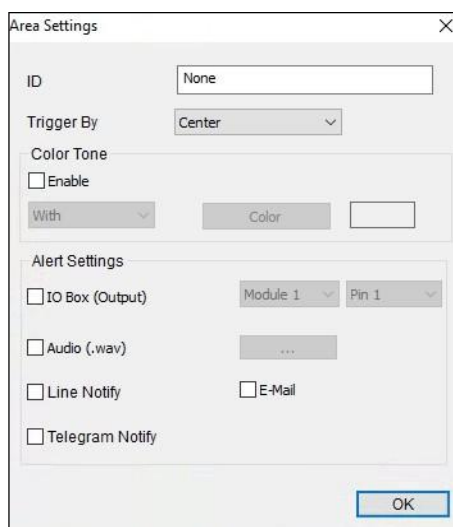 Area Settings
ID
None
Trigger By
Center
Color Tone
Enable
With
Color
Alert Settings
IO Box (Output)
Module 1
Pin 1
Audio (.wav)
...
Line Notify
E-Mail
Telegram Notify
OK